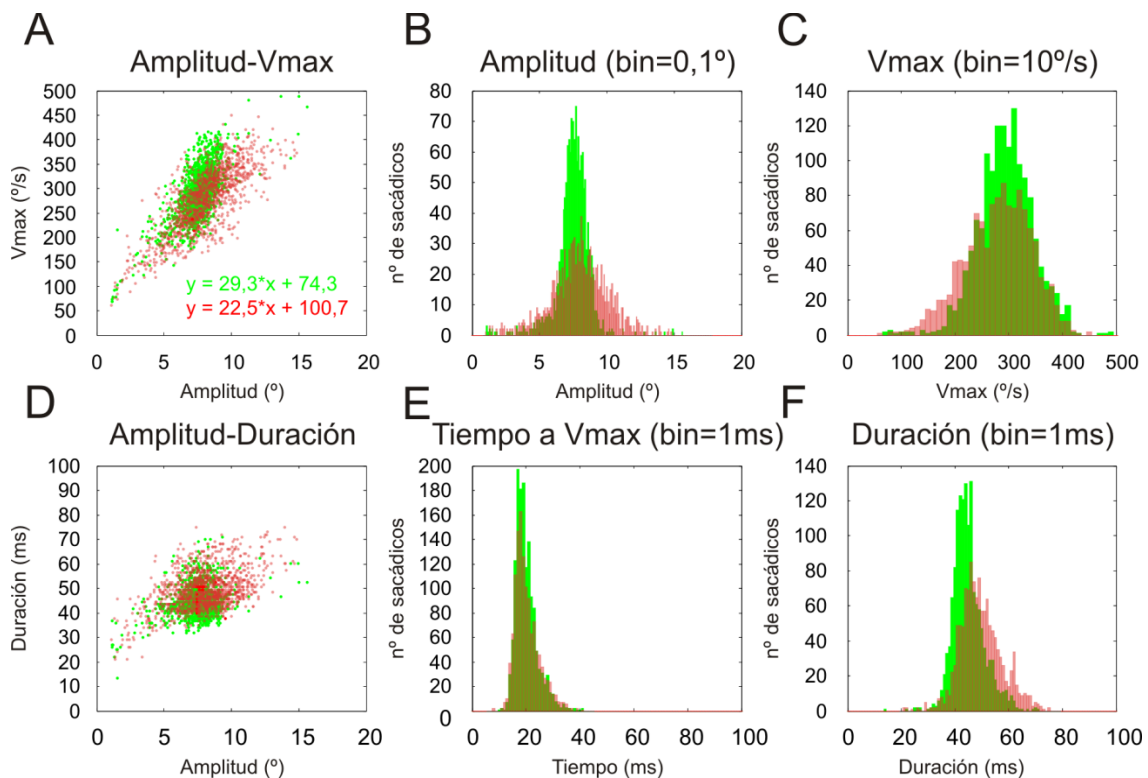 A
Amplitud-Vmax
500
450
400
350
300
250
200
150
100
50
0
Vmax (º/s)
y = 29,3*x + 74,3
y = 22,5*x + 100,7
0 5 10 15 20
Amplitud (º)
B
Amplitud (bin=0,1º)
80
70
60
50
40
30
20
10
0
nº de sacádicos
0 5 10 15 20
Amplitud (º)
C
Vmax (bin=10º/s)
140
120
100
80
60
40
20
0
nº de sacádicos
0 100 200 300 400 500
Vmax (º/s)
D
Amplitud-Duración
100
90
80
70
60
50
40
30
20
10
0
Duración (ms)
0 5 10 15 20
Amplitud (º)
E
Tiempo a Vmax (bin=1ms)
200
180
160
140
120
100
80
60
40
20
0
nº de sacádicos
0 20 40 60 80 100
Tiempo (ms)
F
Duración (bin=1ms)
140
120
100
80
60
40
20
0
nº de sacádicos
0 20 40 60 80 100
Duración (ms)